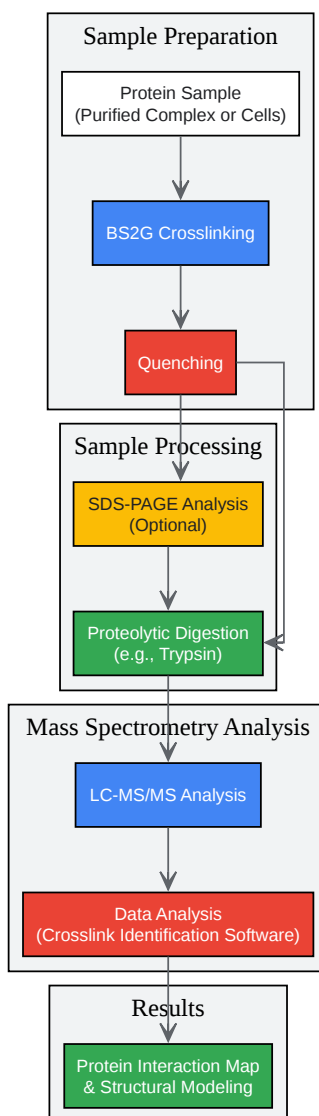 Sample Preparation
Protein Sample
(Purified Complex or Cells)
BS2G Crosslinking
Quenching
Sample Processing
SDS-PAGE Analysis
(Optional)
Proteolytic Digestion
(e.g., Trypsin)
Mass Spectrometry Analysis
LC-MS/MS Analysis
Data Analysis
(Crosslink Identification Software)
Results
Protein Interaction Map
& Structural Modeling